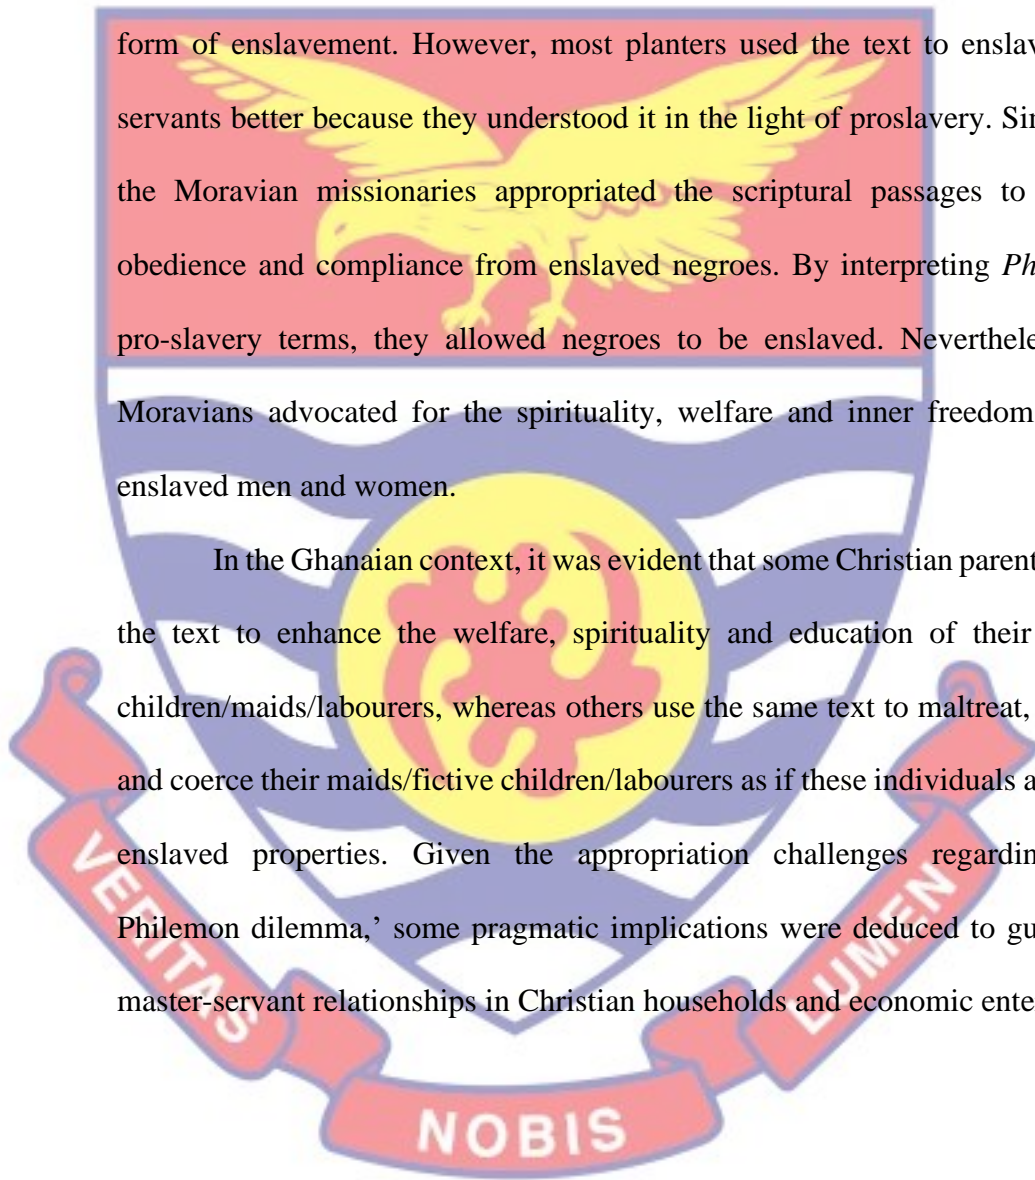 form of enslavement. However, most planters used the text to enslav
servants better because they understood it in the light of proslavery. Sir
the Moravian missionaries appropriated the scriptural passages to
obedience and compliance from enslaved negroes. By interpreting Ph
pro-slavery terms, they allowed negroes to be enslaved. Neverthele
Moravians advocated for the spirituality, welfare and inner freedom
enslaved men and women.
In the Ghanaian context, it was evident that some Christian parent
the text to enhance the welfare, spirituality and education of their
children/maids/labourers, whereas others use the same text to maltreat,
and coerce their maids/fictive children/labourers as if these individuals a
enslaved properties. Given the appropriation challenges regardin
Philemon dilemma,’ some pragmatic implications were deduced to gu
master-servant relationships in Christian households and economic ente
VERITAS
NOBIS
LUMEN